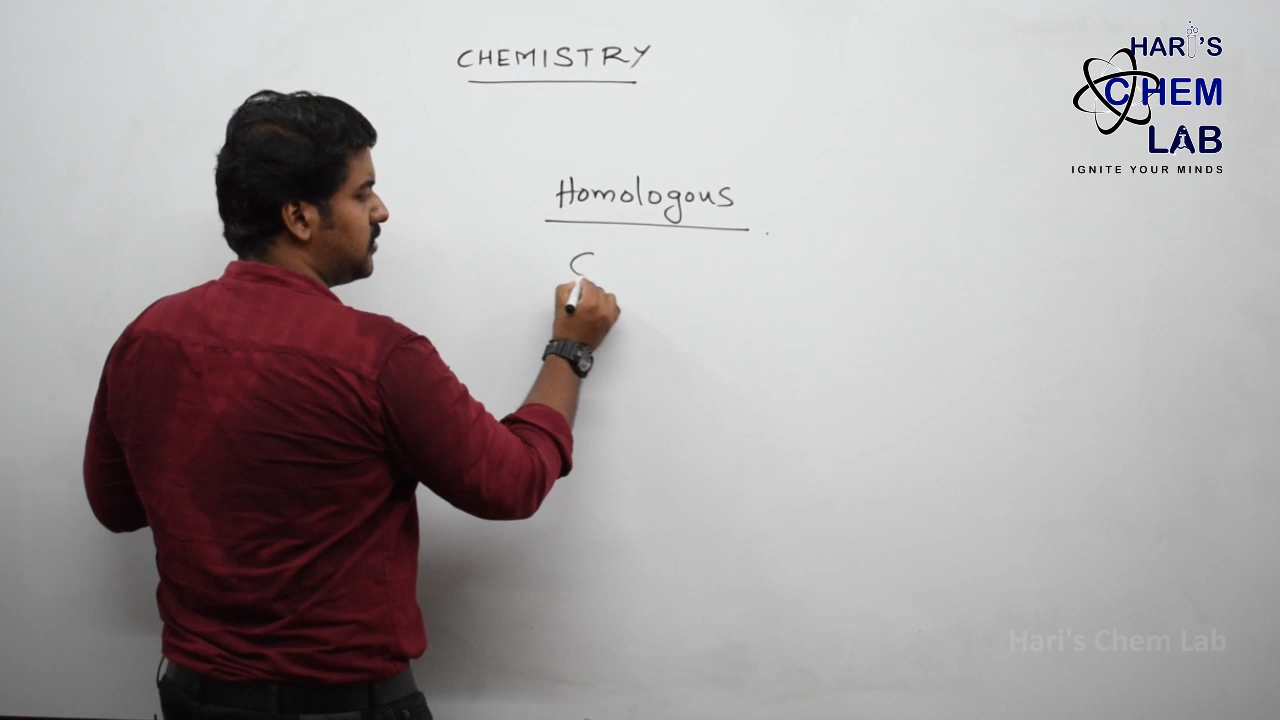 CHEMISTRY
Homologous
C
HARI'S
CHEM
LAB
IGNITE YOUR MINDS
Hari's Chem Lab